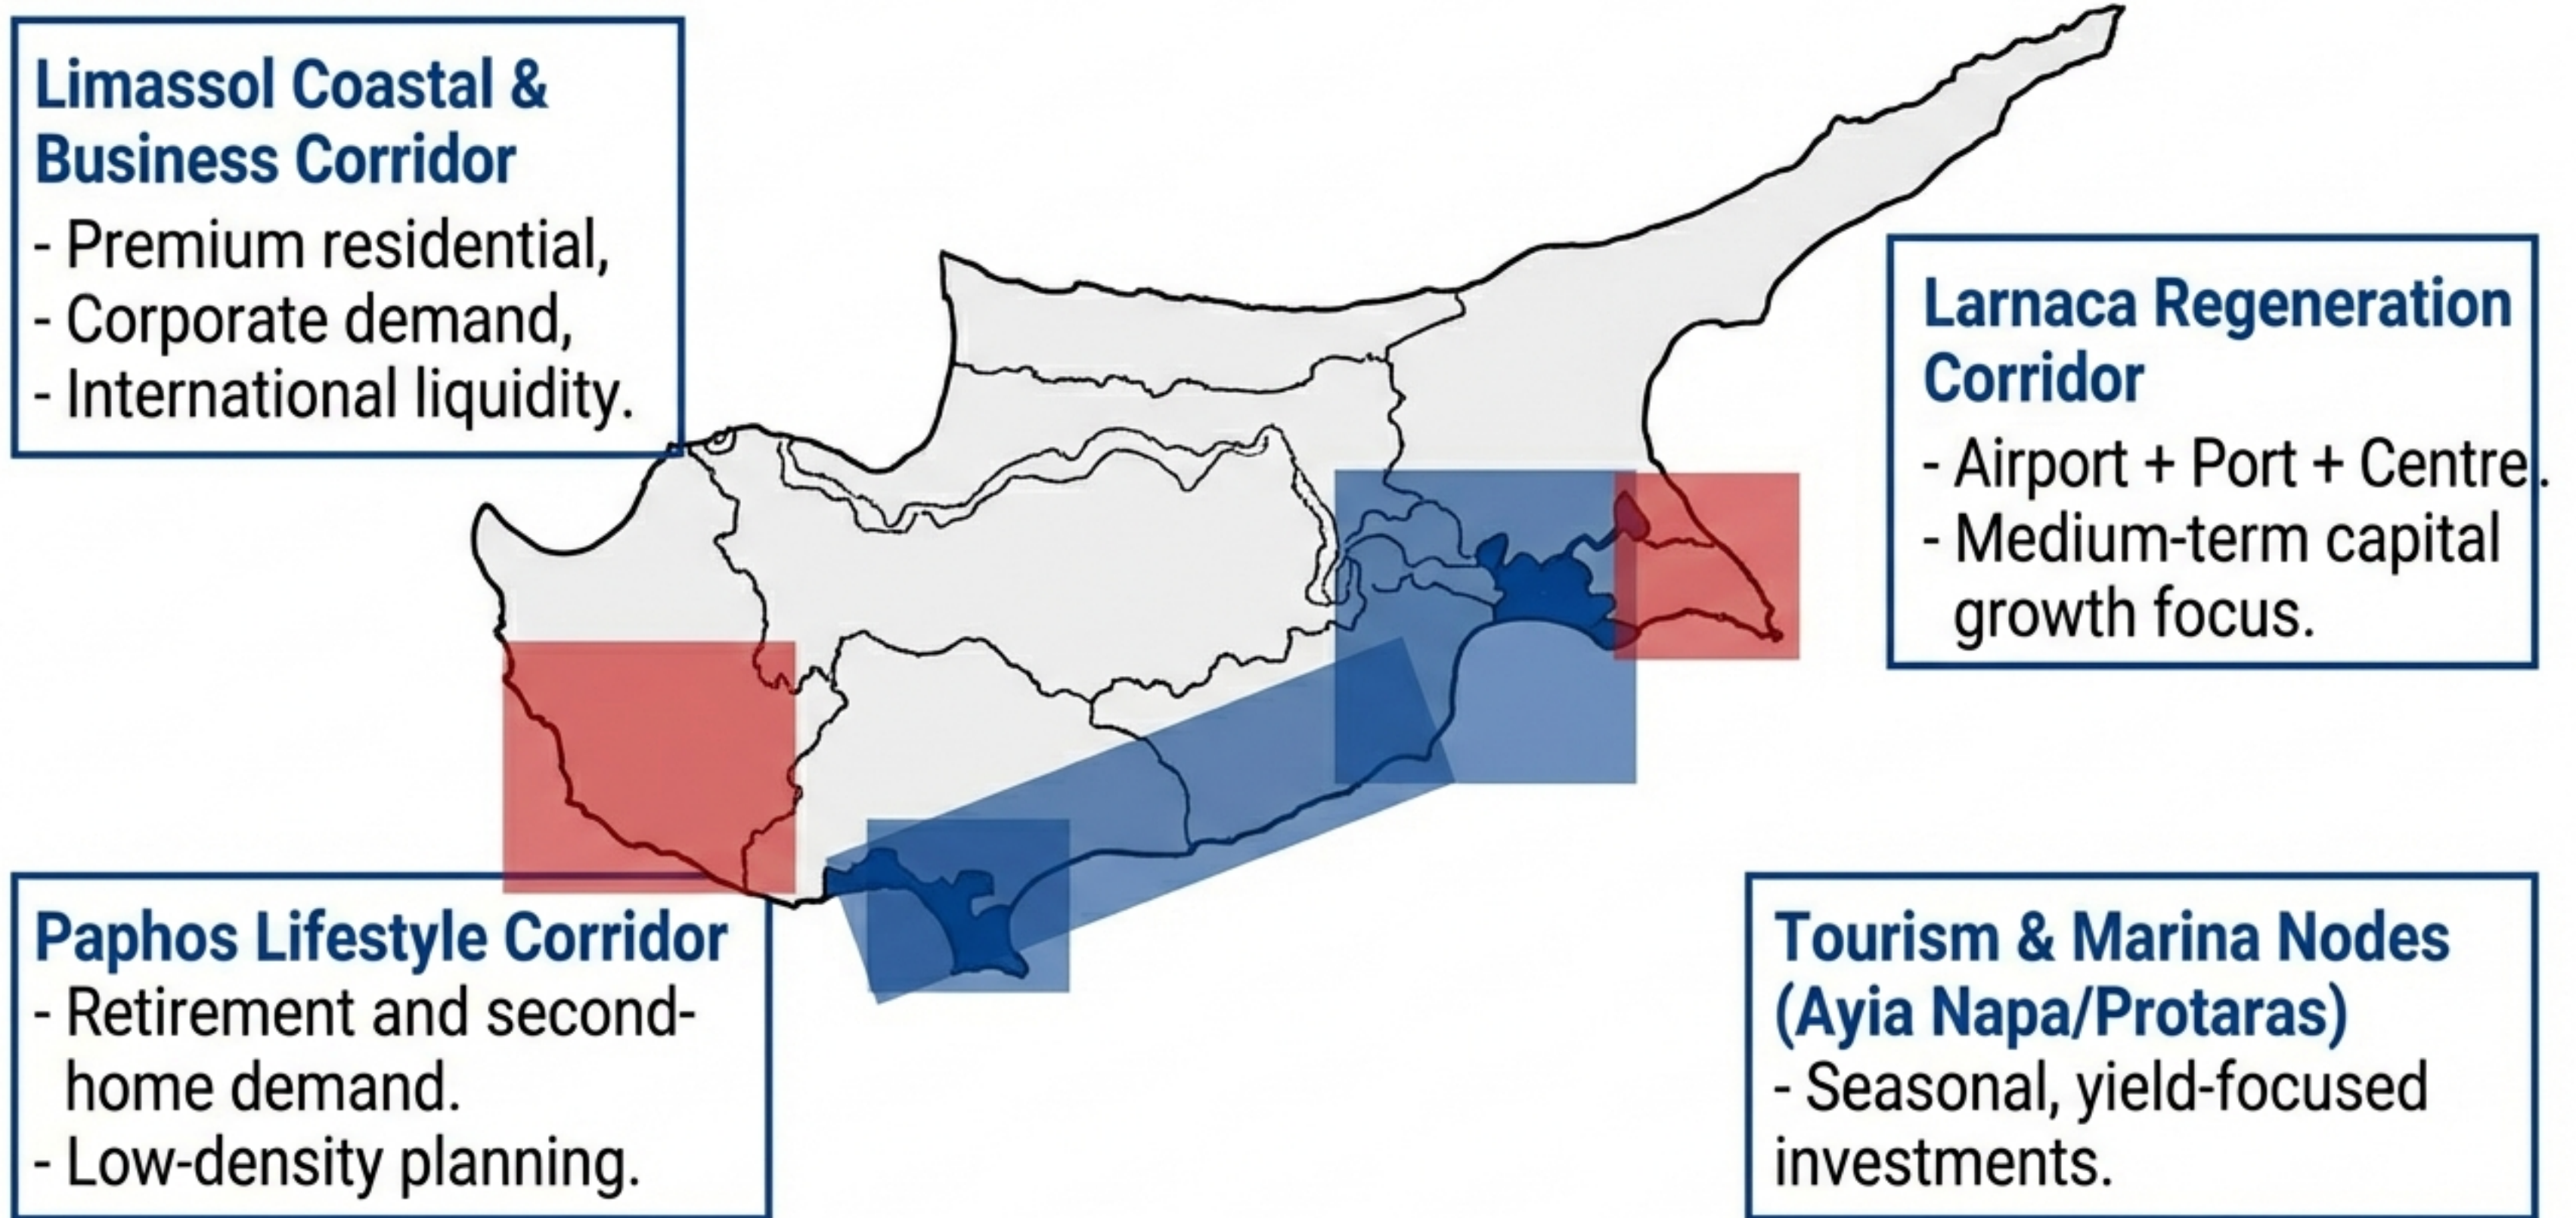 Limassol Coastal &
Business Corridor
- Premium residential,
- Corporate demand,
- International liquidity.
Larnaca Regeneration
Corridor
- Airport + Port + Centre.
- Medium-term capital
growth focus.
Paphos Lifestyle Corridor
- Retirement and second-
home demand.
- Low-density planning.
Tourism & Marina Nodes
(Ayia Napa/Protaras)
- Seasonal, yield-focused
investments.